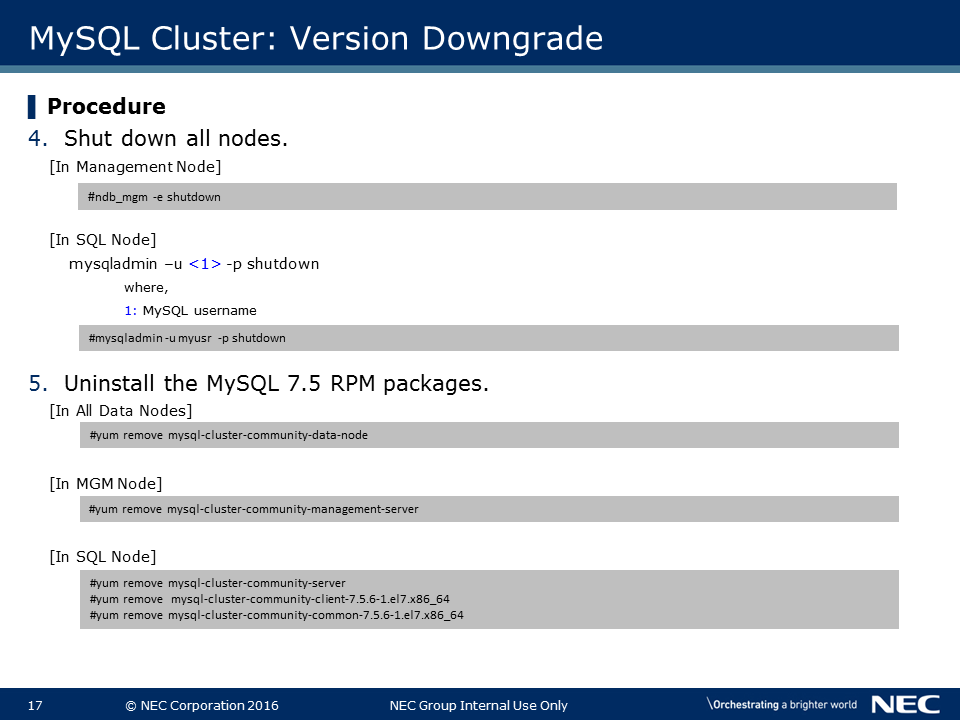 MySQL Cluster: Version Downgrade
Procedure
4. Shut down all nodes.
[In Management Node]
#ndb_mgm -e shutdown
[In SQL Node]
mysqladmin –u <1> -p shutdown
where,
1: MySQL username
#mysqladmin -u myusr -p shutdown
5. Uninstall the MySQL 7.5 RPM packages.
[In All Data Nodes]
#yum remove mysql-cluster-community-data-node
[In MGM Node]
#yum remove mysql-cluster-community-management-server
[In SQL Node]
#yum remove mysql-cluster-community-server
#yum remove mysql-cluster-community-client-7.5.6-1.el7.x86_64
#yum remove mysql-cluster-community-common-7.5.6-1.el7.x86_64
17 © NEC Corporation 2016 NEC Group Internal Use Only \Orchestrating a brighter world NEC